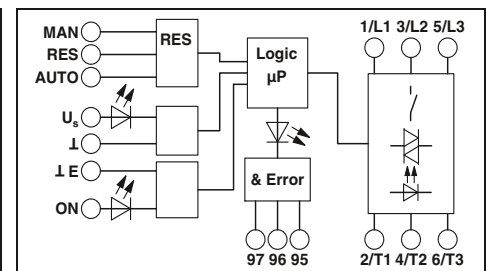 MAN
RES
AUTO
RES
Logic
µP
1/L1 3/L2 5/L3
Us
⊥
⊥ E
ON
& Error
97 96 95
2/T1 4/T2 6/T3